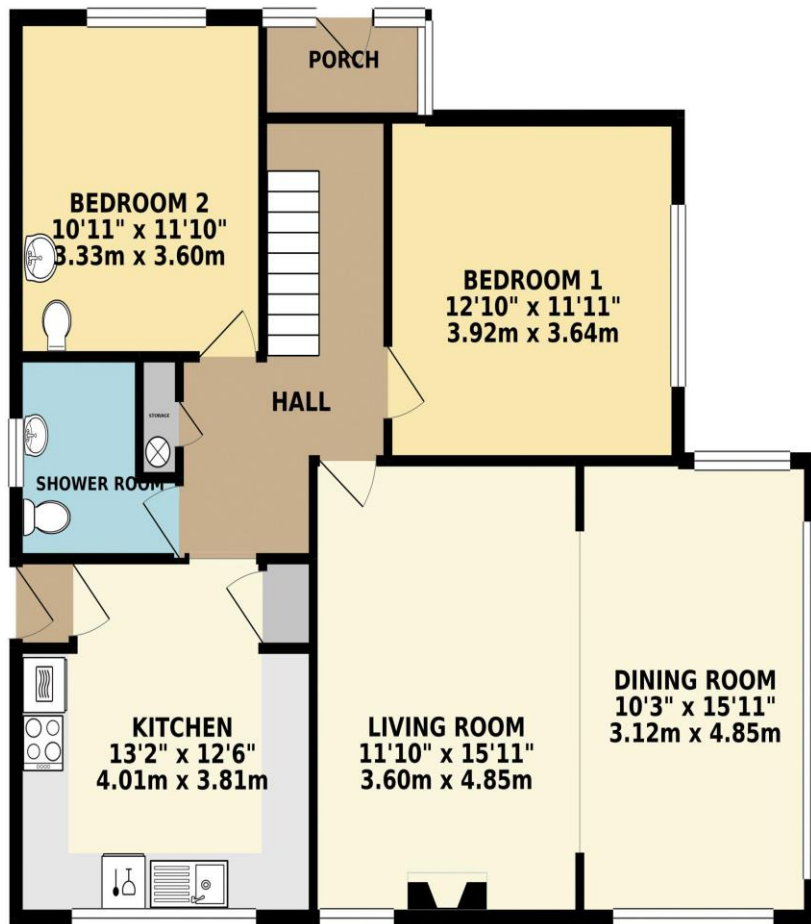 PORCH
BEDROOM 2
10'11" x 11'10"
3.33m x 3.60m
BEDROOM 1
12'10" x 11'11"
3.92m x 3.64m
HALL
STORAGE
SHOWER ROOM
KITCHEN
13'2" x 12'6"
4.01m x 3.81m
LIVING ROOM
11'10" x 15'11"
3.60m x 4.85m
DINING ROOM
10'3" x 15'11"
3.12m x 4.85m